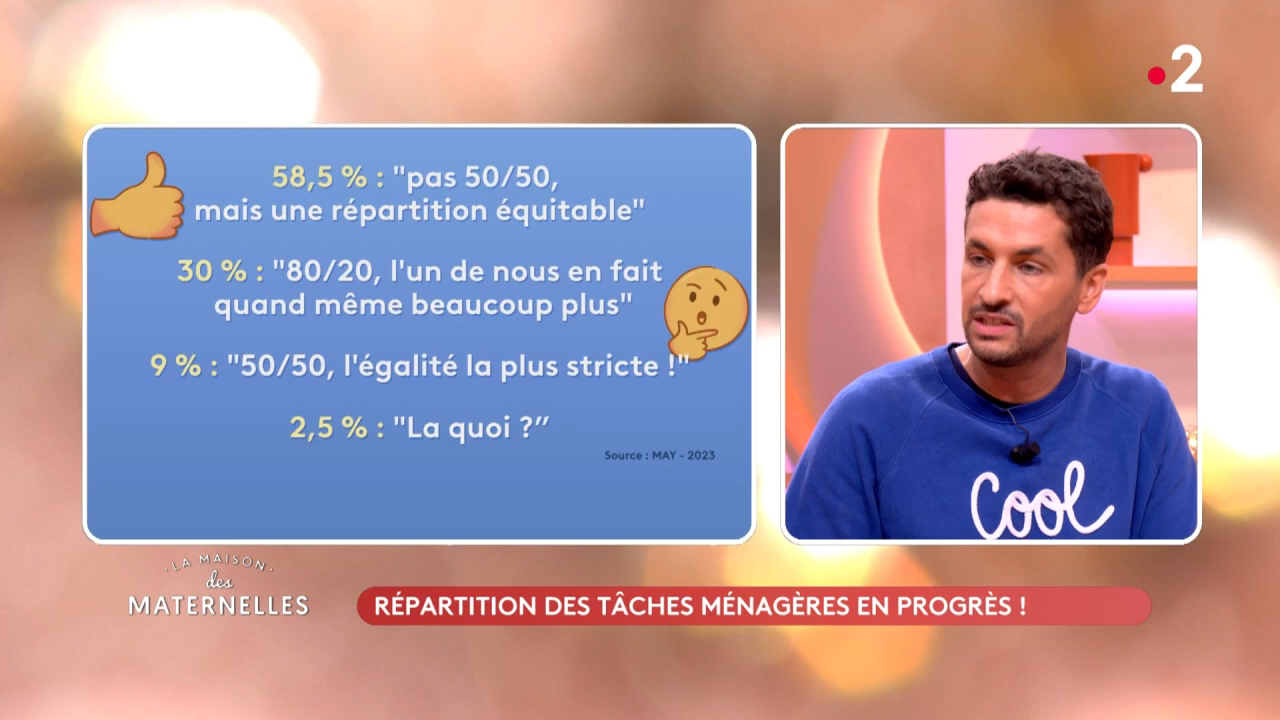 2
58,5 % : "pas 50/50,
mais une répartition équitable"
30 % : "80/20, l'un de nous en fait
quand même beaucoup plus"
9 % : "50/50, l'égalité la plus stricte !"
2,5 % : "La quoi ?”
Source : MAY - 2023
Cool
· LA MAISON ·
des
MATERNELLES
RÉPARTITION DES TÂCHES MÉNAGÈRES EN PROGRÈS !